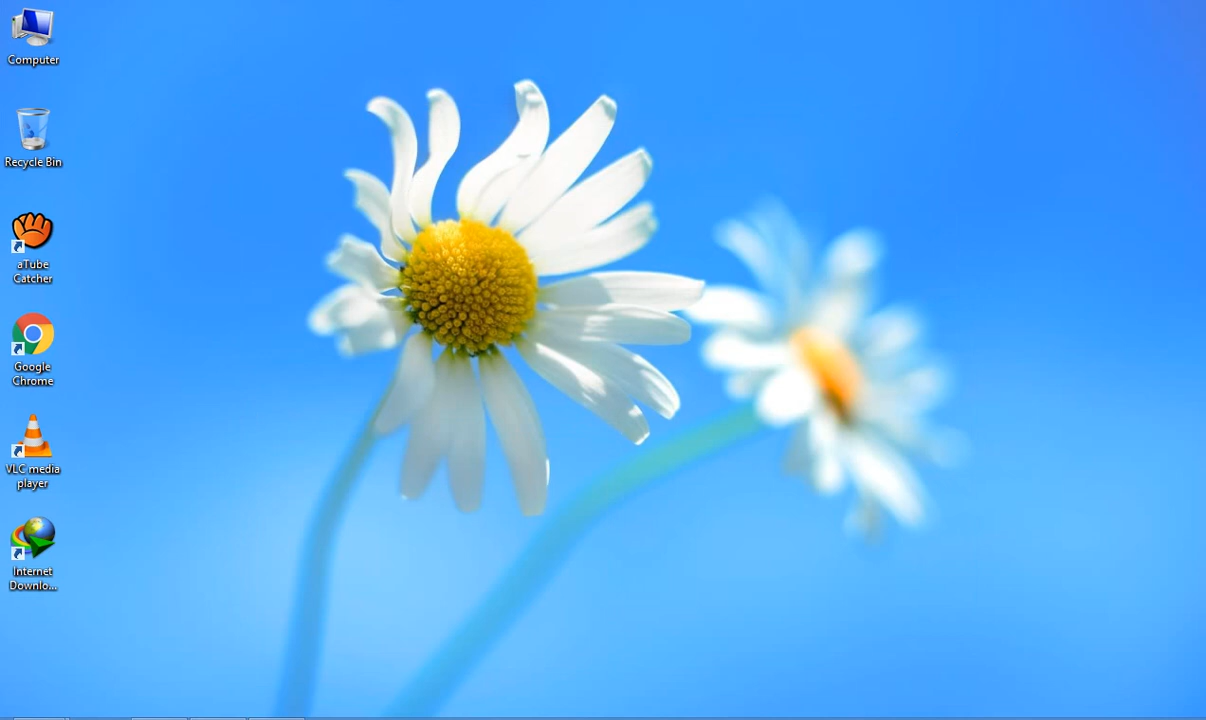 Computer
Recycle Bin
aTube
Catcher
Google
Chrome
VLC media
player
Internet
Downlo...